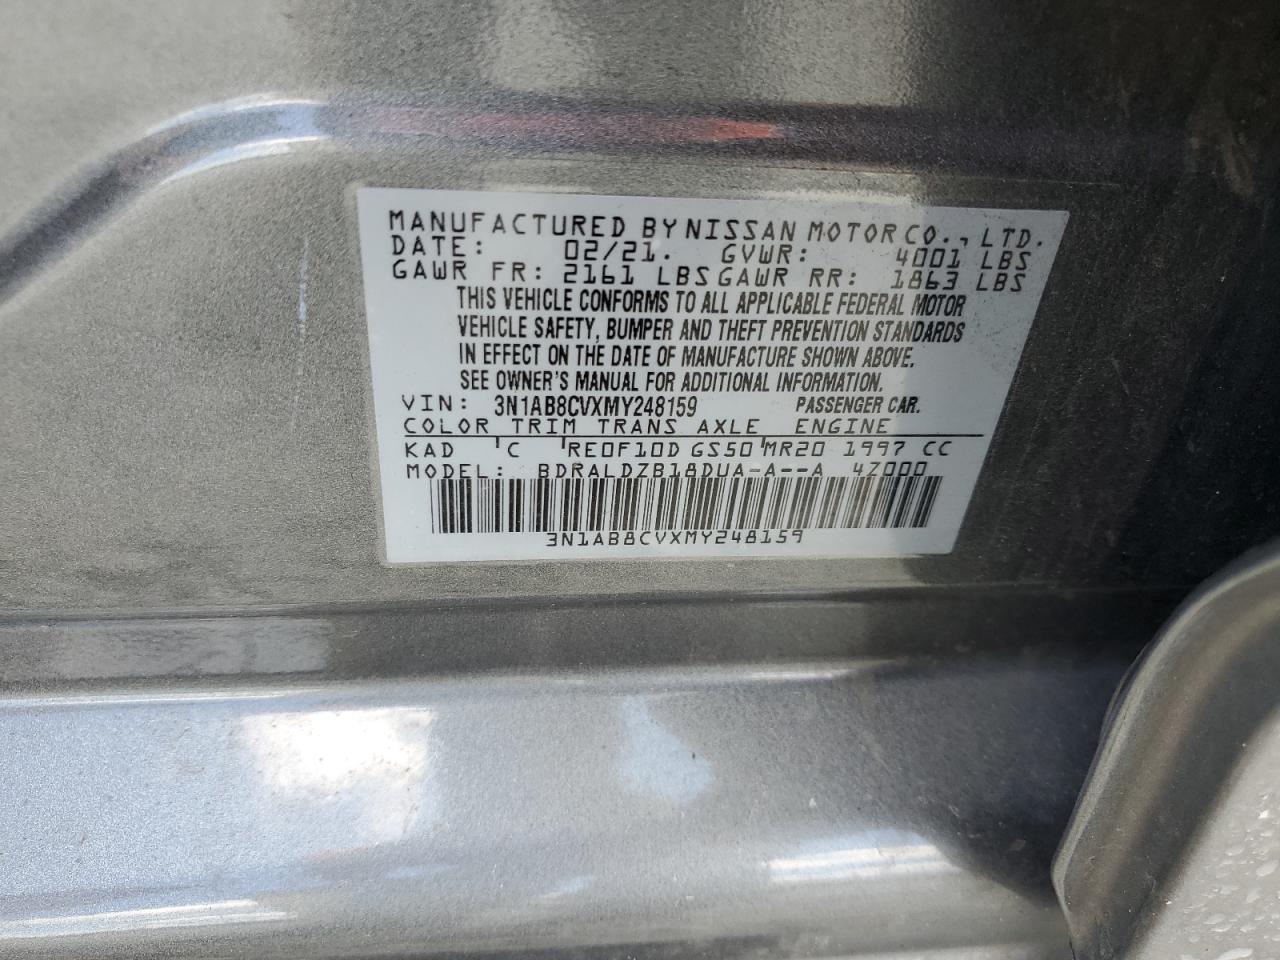 MANUFACTURED BY NISSAN MOTOR CO., LTD.
DATE: 02/21. GVWR: 4001 LBS
GAWR FR: 2161 LBS GAWR RR: 1863 LBS
THIS VEHICLE CONFORMS TO ALL APPLICABLE FEDERAL MOTOR
VEHICLE SAFETY, BUMPER AND THEFT PREVENTION STANDARDS
IN EFFECT ON THE DATE OF MANUFACTURE SHOWN ABOVE.
SEE OWNER'S MANUAL FOR ADDITIONAL INFORMATION.
VIN: 3N1AB8CVXMY248159 PASSENGER CAR.
COLOR TRIM TRANS AXLE ENGINE
KAD C RE0F10D GS50 MR20 1997 CC
MODEL: BDRALDZB18DUA-A--A 4Z000
3N1AB8CVXMY248159